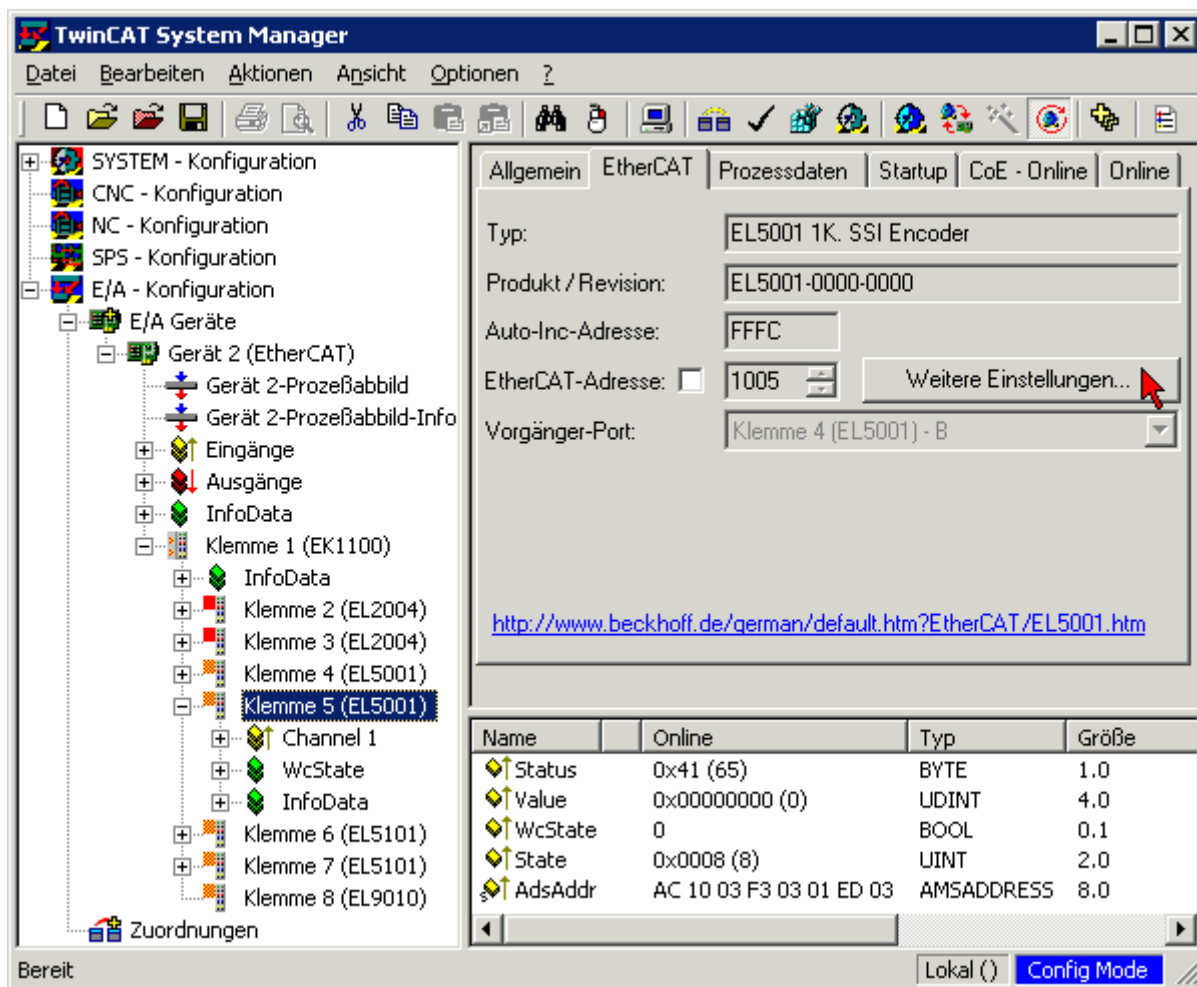 TwinCAT System Manager
Datei Bearbeiten Aktionen Ansicht Optionen ?
SYSTEM - Konfiguration
CNC - Konfiguration
NC - Konfiguration
SPS - Konfiguration
E/A - Konfiguration
E/A Geräte
Gerät 2 (EtherCAT)
Gerät 2-Prozeßabbild
Gerät 2-Prozeßabbild-Info
Eingänge
Ausgänge
InfoData
Klemme 1 (EK1100)
InfoData
Klemme 2 (EL2004)
Klemme 3 (EL2004)
Klemme 4 (EL5001)
Klemme 5 (EL5001)
Channel 1
WcState
InfoData
Klemme 6 (EL5101)
Klemme 7 (EL5101)
Klemme 8 (EL9010)
Zuordnungen
Allgemein EtherCAT Prozessdaten Startup CoE - Online Online
Typ: EL5001 1K. SSI Encoder
Produkt / Revision: EL5001-0000-0000
Auto-Inc-Adresse: FFFC
EtherCAT-Adresse: 1005 Weitere Einstellungen...
Vorgänger-Port: Klemme 4 (EL5001) - B
http://www.beckhoff.de/german/default.htm?EtherCAT/EL5001.htm
Name Online Typ Größe
Status 0x41 (65) BYTE 1.0
Value 0x00000000 (0) UDINT 4.0
WcState 0 BOOL 0.1
State 0x0008 (8) UINT 2.0
AdsAddr AC 10 03 F3 03 01 ED 03 AMSADDRESS 8.0
Bereit Lokal () Config Mode